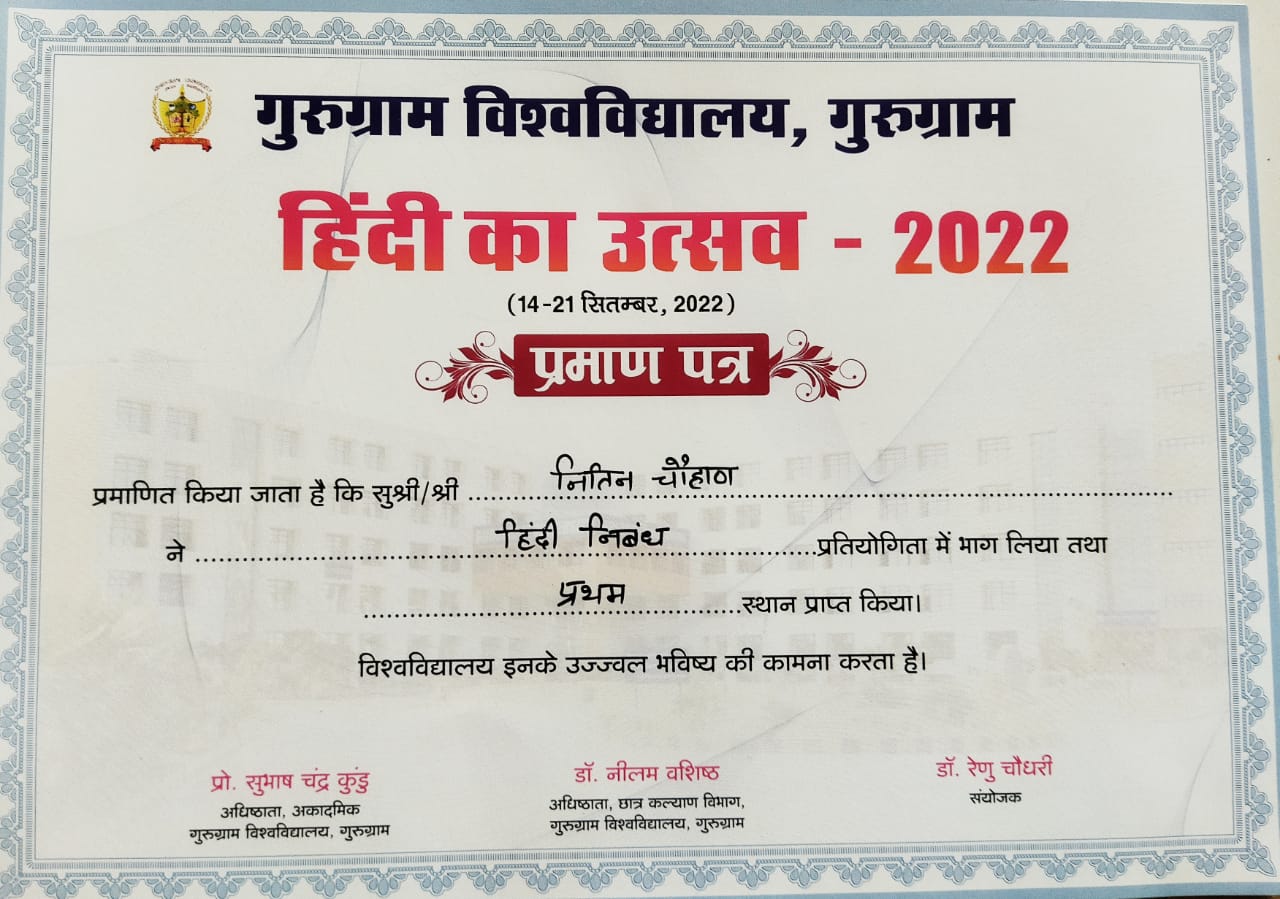 गुरुग्राम विश्वविद्यालय, गुरुग्राम
हिंदी का उत्सव - 2022
(14-21 सितम्बर, 2022)
प्रमाण पत्र
प्रमाणित किया जाता है कि सुश्री/श्री नितिन चौहाण
ने हिंदी निबंध प्रतियोगिता में भाग लिया तथा
प्रथम स्थान प्राप्त किया।
विश्वविद्यालय इनके उज्ज्वल भविष्य की कामना करता है।
प्रो. सुभाष चंद्र कुंडु
अधिष्ठाता, अकादमिक
गुरुग्राम विश्वविद्यालय, गुरुग्राम
डॉ. नीलम वशिष्ठ
अधिष्ठाता, छात्र कल्याण विभाग,
गुरुग्राम विश्वविद्यालय, गुरुग्राम
डॉ. रेणु चौधरी
संयोजक